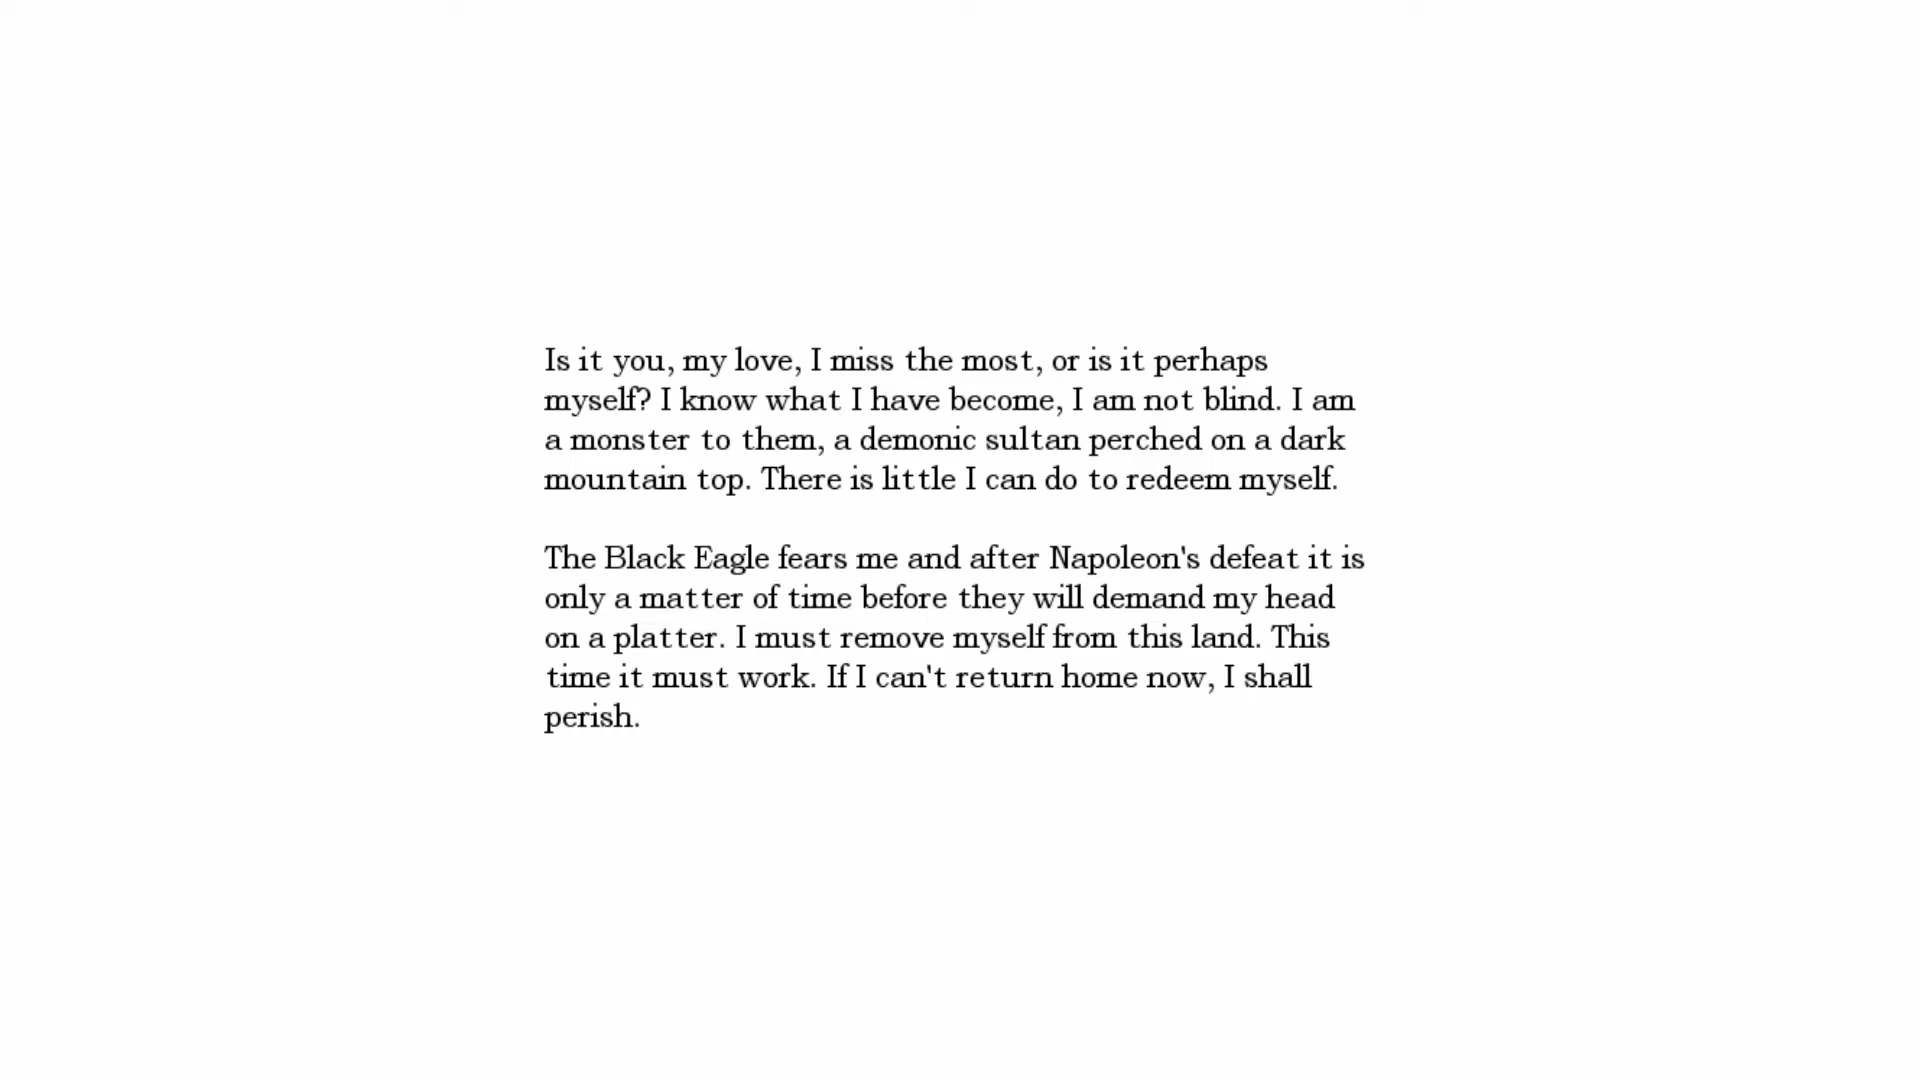 Is it you, my love, I miss the most, or is it perhaps
myself? I know what I have become, I am not blind. I am
a monster to them, a demonic sultan perched on a dark
mountain top. There is little I can do to redeem myself.
The Black Eagle fears me and after Napoleon's defeat it is
only a matter of time before they will demand my head
on a platter. I must remove myself from this land. This
time it must work. If I can't return home now, I shall
perish.